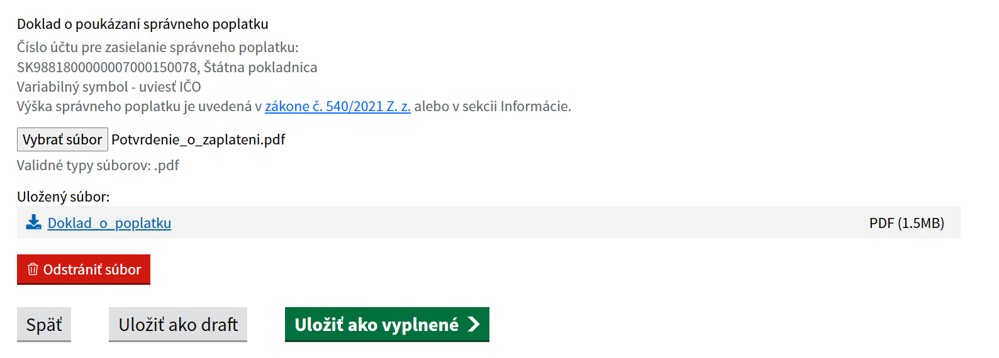 Doklad o poukázaní správneho poplatku
Číslo účtu pre zasielanie správneho poplatku:
SK9881800000007000150078, Štátna pokladnica
Variabilný symbol - uviesť IČO
Výška správneho poplatku je uvedená v zákone č. 540/2021 Z. z. alebo v sekcii Informácie.
Vybrať súbor Potvrdenie_o_zaplateni.pdf
Validné typy súborov: .pdf
Uložený súbor:
Doklad_o_poplatku PDF (1.5MB)
Odstrániť súbor
Späť Uložiť ako draft Uložiť ako vyplnené